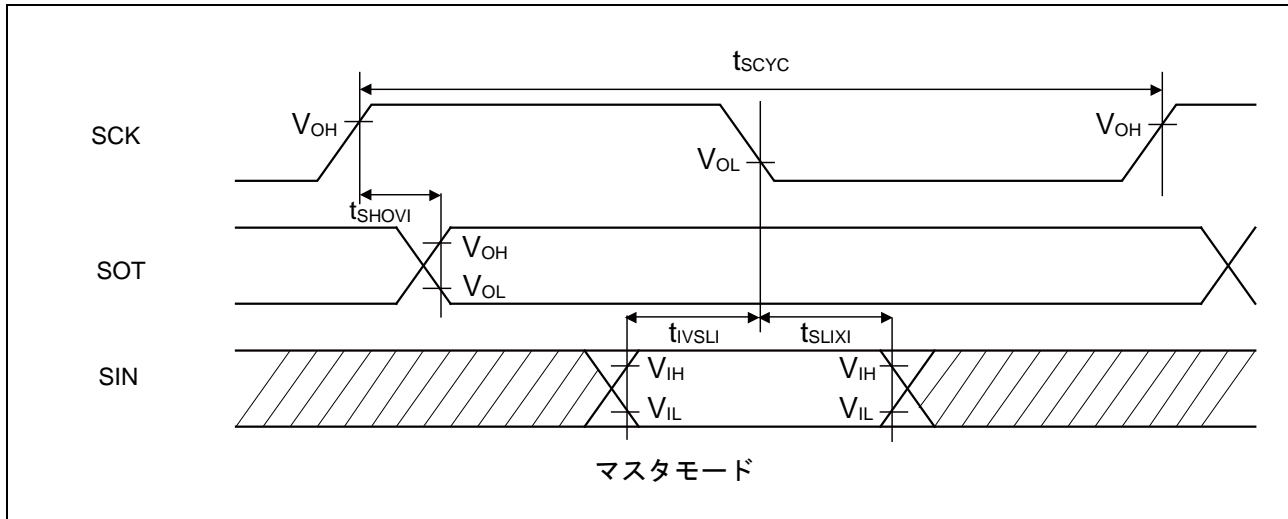 tSCYC
SCK
VOH
VOL
VOH
tSHOVI
SOT
VOH
VOL
tIVSLI
tSLIXI
SIN
VIH
VIL
VIH
VIL
マスタモード